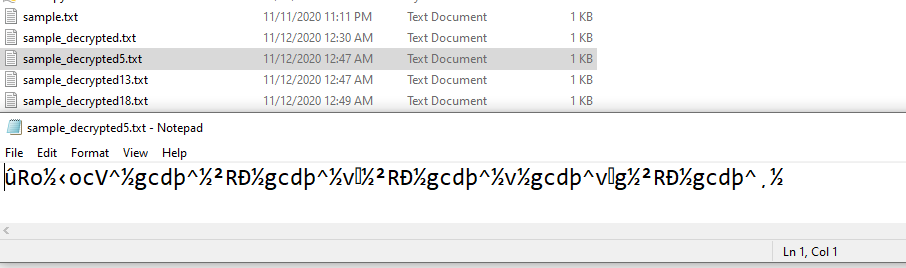 sample.txt 11/11/2020 11:11 PM Text Document 1 KB
sample_decrypted.txt 11/12/2020 12:30 AM Text Document 1 KB
sample_decrypted5.txt 11/12/2020 12:47 AM Text Document 1 KB
sample_decrypted13.txt 11/12/2020 12:47 AM Text Document 1 KB
sample_decrypted18.txt 11/12/2020 12:49 AM Text Document 1 KB
sample_decrypted5.txt - Notepad
File Edit Format View Help
ûRo½‹ocV^½gcdþ^½²RÐ½gcdþ^½v▯½²RÐ½gcdþ^½v½gcdþ^v▯g½²RÐ½gcdþ^¸½
Ln 1, Col 1